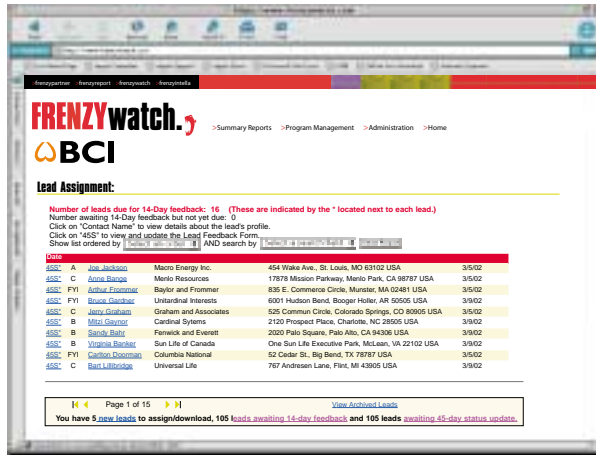 >frenzypartner >frenzyreport >frenzywatch >frenzyintella
FRENZYwatch.
>Summary Reports >Program Management >Administration >Home
BCI
Lead Assignment:
Number of leads due for 14-Day feedback: 16 (These are indicated by the * located next to each lead.)
Number awaiting 14-Day feedback but not yet due: 0
Click on "Contact Name" to view details about the lead's profile.
Click on "45S" to view and update the Lead Feedback Form.
Show list ordered by AND search by
Date
45S* A Joe Jackson Macro Energy Inc. 454 Wake Ave., St. Louis, MO 63102 USA 3/5/02
45S* C Anne Bange Menlo Resources 17878 Mission Parkway, Menlo Park, CA 98787 USA 3/5/02
45S* FYI Arthur Frommer Baylor and Frommer 835 E. Commerce Circle, Munster, MA 02481 USA 3/5/02
45S* FYI Bruce Gardner Unitardinal Interests 6001 Hudson Bend, Booger Holler, AR 50505 USA 3/9/02
45S* C Jerry Graham Graham and Associates 525 Commun Circle, Colorado Springs, CO 80905 USA 3/5/02
45S* B Mitzi Gaynor Cardinal Sytems 2120 Prospect Place, Charlotte, NC 28505 USA 3/9/02
45S* B Sandy Bahr Fenwick and Everett 2020 Palo Square, Palo Alto, CA 94306 USA 3/9/02
45S* B Virginia Banker Sun Life of Canada One Sun Life Executive Park, McLean, VA 22102 USA 3/9/02
45S* FYI Carlton Doorman Columbia National 52 Cedar St., Big Bend, TX 78787 USA 3/5/02
45S* C Bart Lillibridge Universal Life 767 Andresen Lane, Flint, MI 43905 USA 3/9/02
Page 1 of 15 View Archived Leads
You have 5 new leads to assign/download, 105 leads awaiting 14-day feedback and 105 leads awaiting 45-day status update.